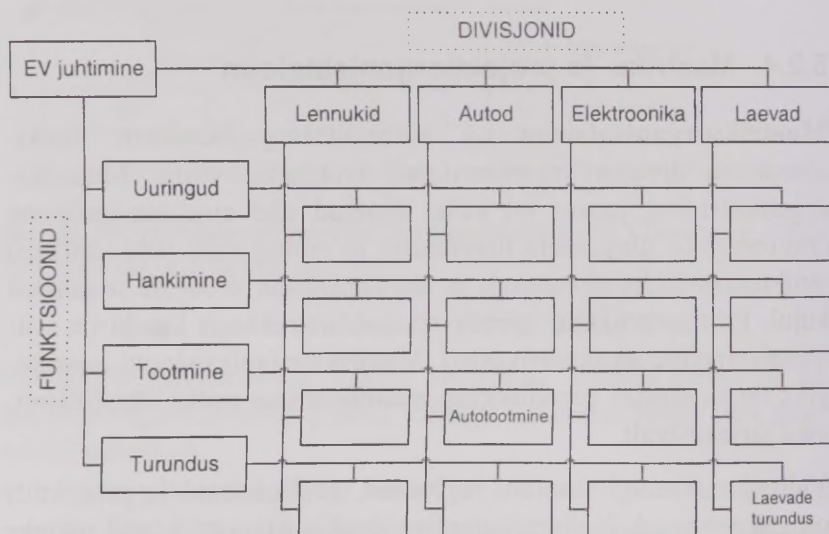 DIVISJONID
EV juhtimine
Lennukid
Autod
Elektroonika
Laevad
Uuringud
FUNKTSIOONID
Hankimine
Tootmine
Autotootmine
Turundus
Laevade
turundus